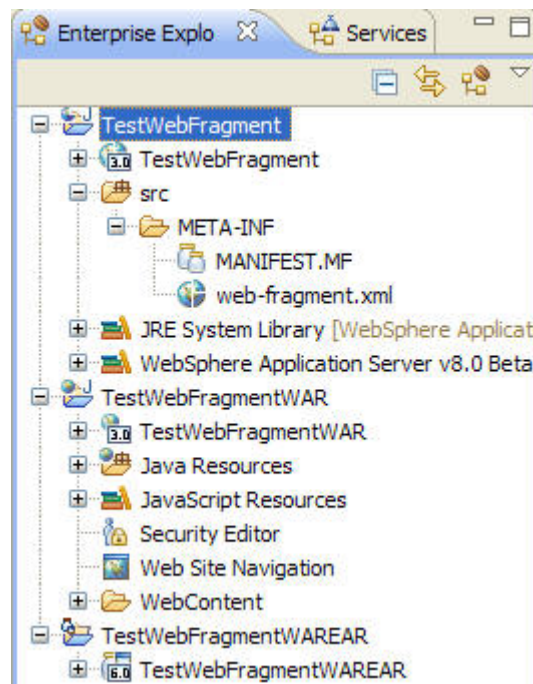 Enterprise Explo Services
TestWebFragment
3.0 TestWebFragment
src
META-INF
MANIFEST.MF
web-fragment.xml
JRE System Library [WebSphere Applicat
WebSphere Application Server v8.0 Beta
TestWebFragmentWAR
3.0 TestWebFragmentWAR
Java Resources
JavaScript Resources
Security Editor
Web Site Navigation
WebContent
TestWebFragmentWAREAR
6.0 TestWebFragmentWAREAR